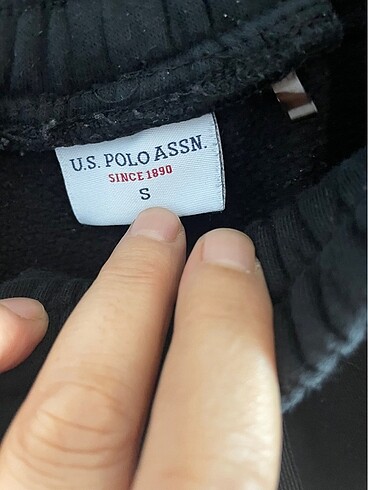 U.S. POLO ASSN.
SINCE 1890
S